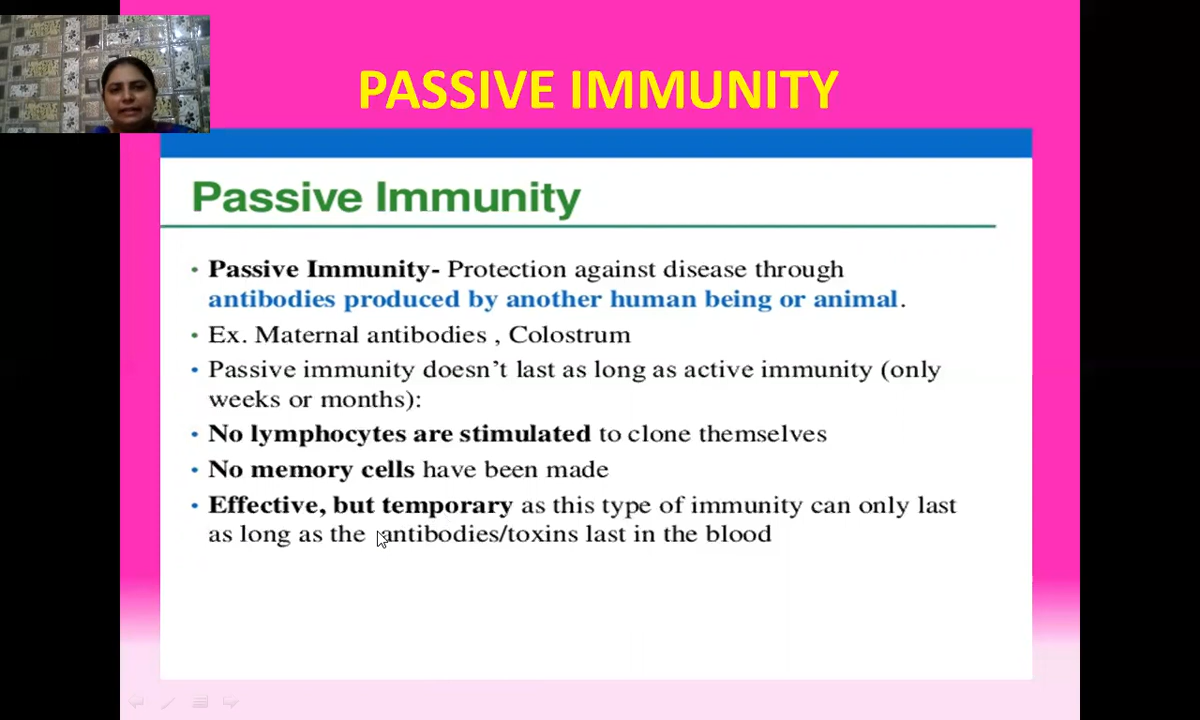 PASSIVE IMMUNITY
Passive Immunity
• Passive Immunity- Protection against disease through
antibodies produced by another human being or animal.
• Ex. Maternal antibodies , Colostrum
• Passive immunity doesn’t last as long as active immunity (only
weeks or months):
• No lymphocytes are stimulated to clone themselves
• No memory cells have been made
• Effective, but temporary as this type of immunity can only last
as long as the antibodies/toxins last in the blood